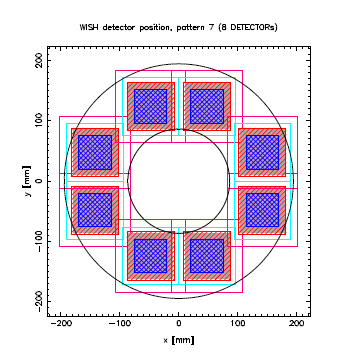 WISH detector position, pattern 7 (8 DETECTORs)
y [mm]
200
100
0
-100
-200
-200 -100 0 100 200
x [mm]